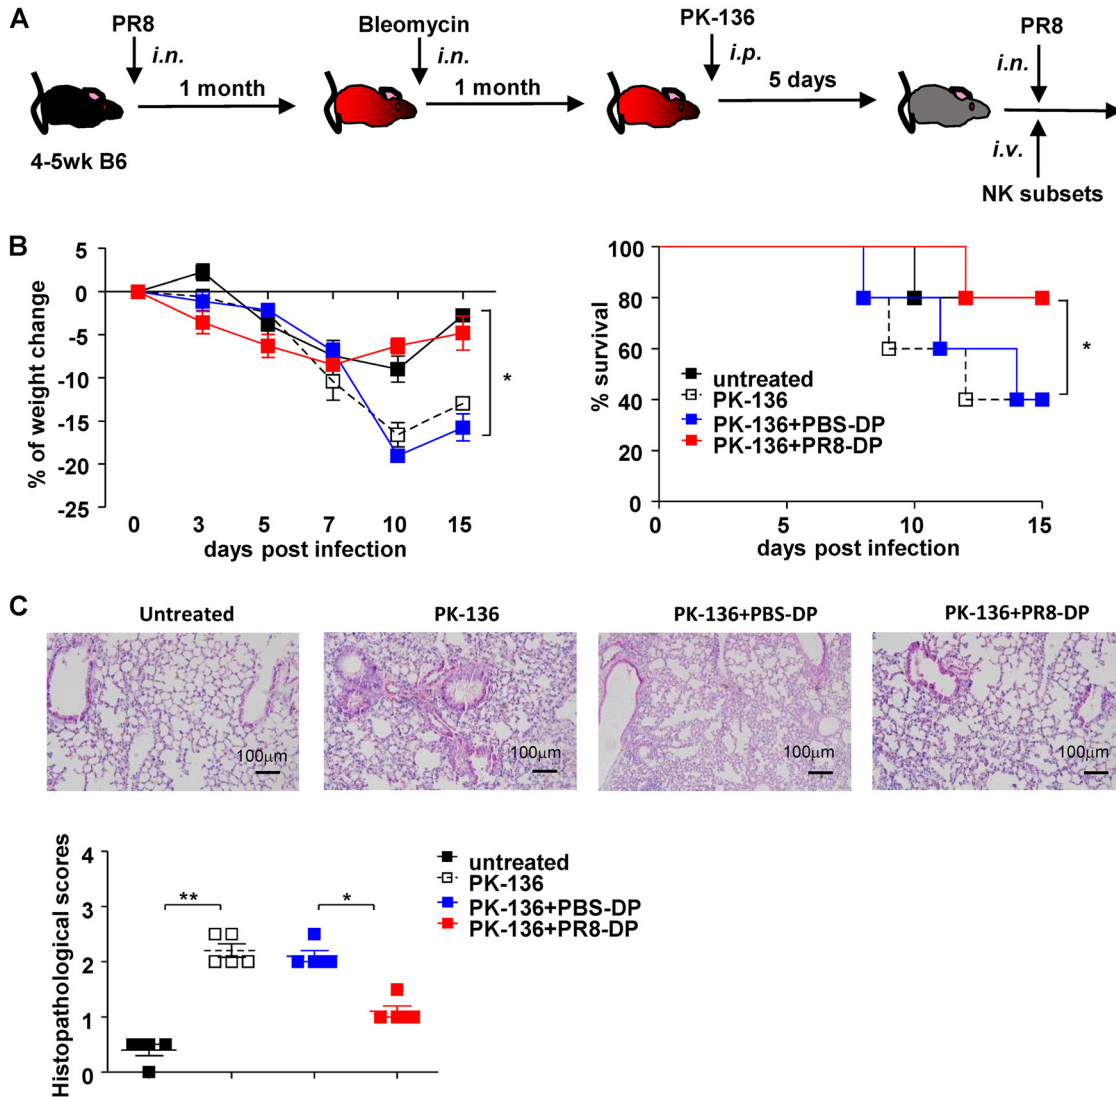 A
PR8
Bleomycin
PK-136
PR8
i.n.
i.n.
i.p.
i.n.
1 month
1 month
5 days
4-5wk B6
i.v.
NK subsets
B
% of weight change
5
0
-5
-10
-15
-20
-25
*
0 3 5 7 10 15
days post infection
% survival
100
80
60
40
20
0
untreated
PK-136
PK-136+PBS-DP
PK-136+PR8-DP
*
0 5 10 15
days post infection
C
Untreated
PK-136
PK-136+PBS-DP
PK-136+PR8-DP
100μm
100μm
100μm
100μm
Histopathological scores
4
3
2
1
0
**
*
untreated
PK-136
PK-136+PBS-DP
PK-136+PR8-DP